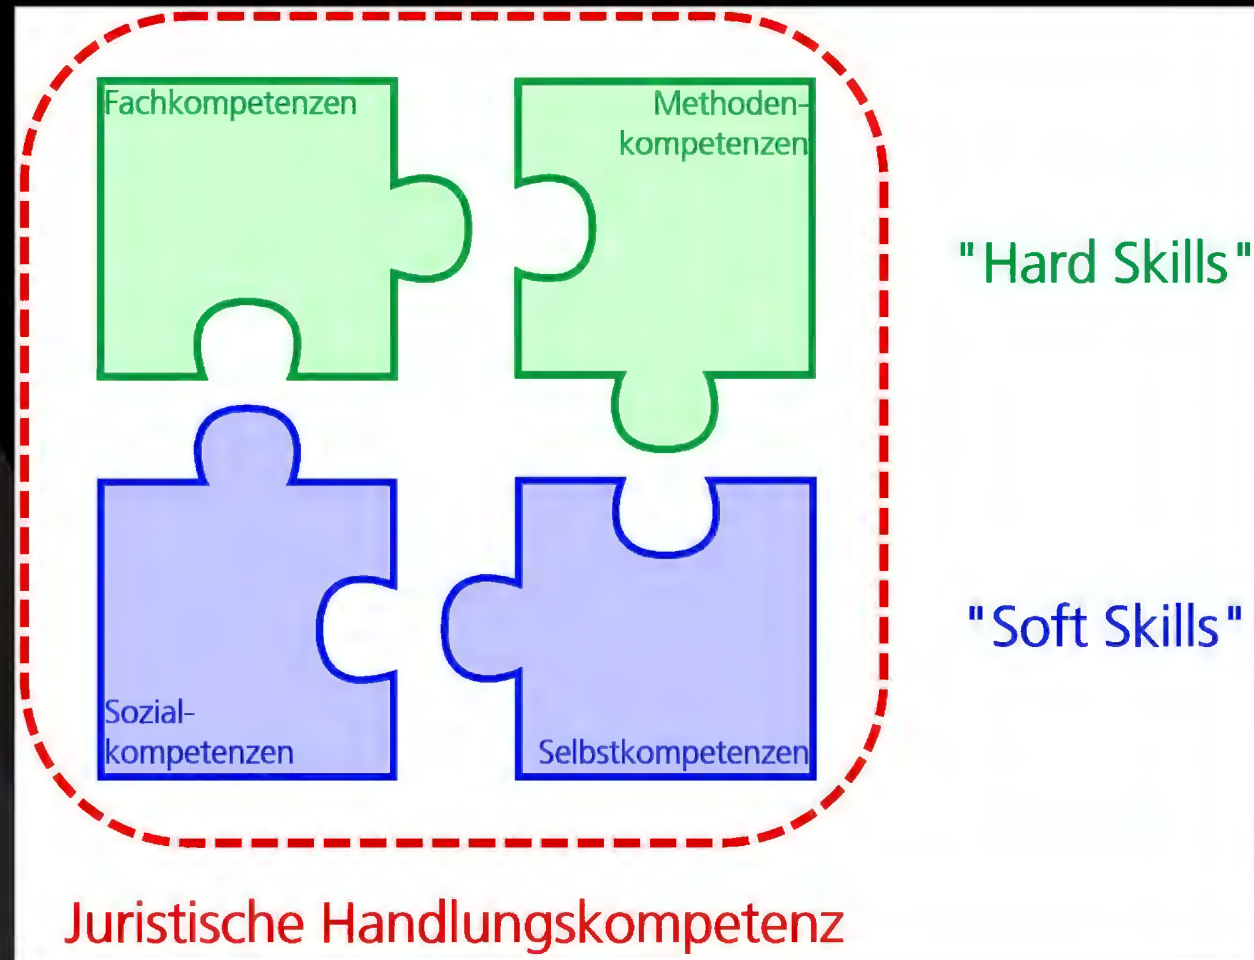 Fachkompetenzen
Methoden-
kompetenzen
"Hard Skills"
Sozial-
kompetenzen
Selbstkompetenzen
"Soft Skills"
Juristische Handlungskompetenz